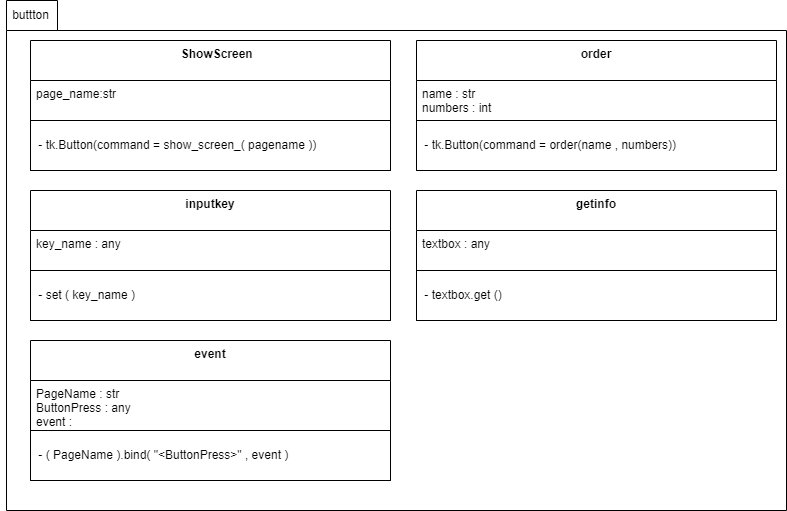 buttton
ShowScreen
page_name:str
- tk.Button(command = show_screen_( pagename ))
order
name : str
numbers : int
- tk.Button(command = order(name , numbers))
inputkey
key_name : any
- set ( key_name )
getinfo
textbox : any
- textbox.get ()
event
PageName : str
ButtonPress : any
event :
- ( PageName ).bind( "<ButtonPress>" , event )